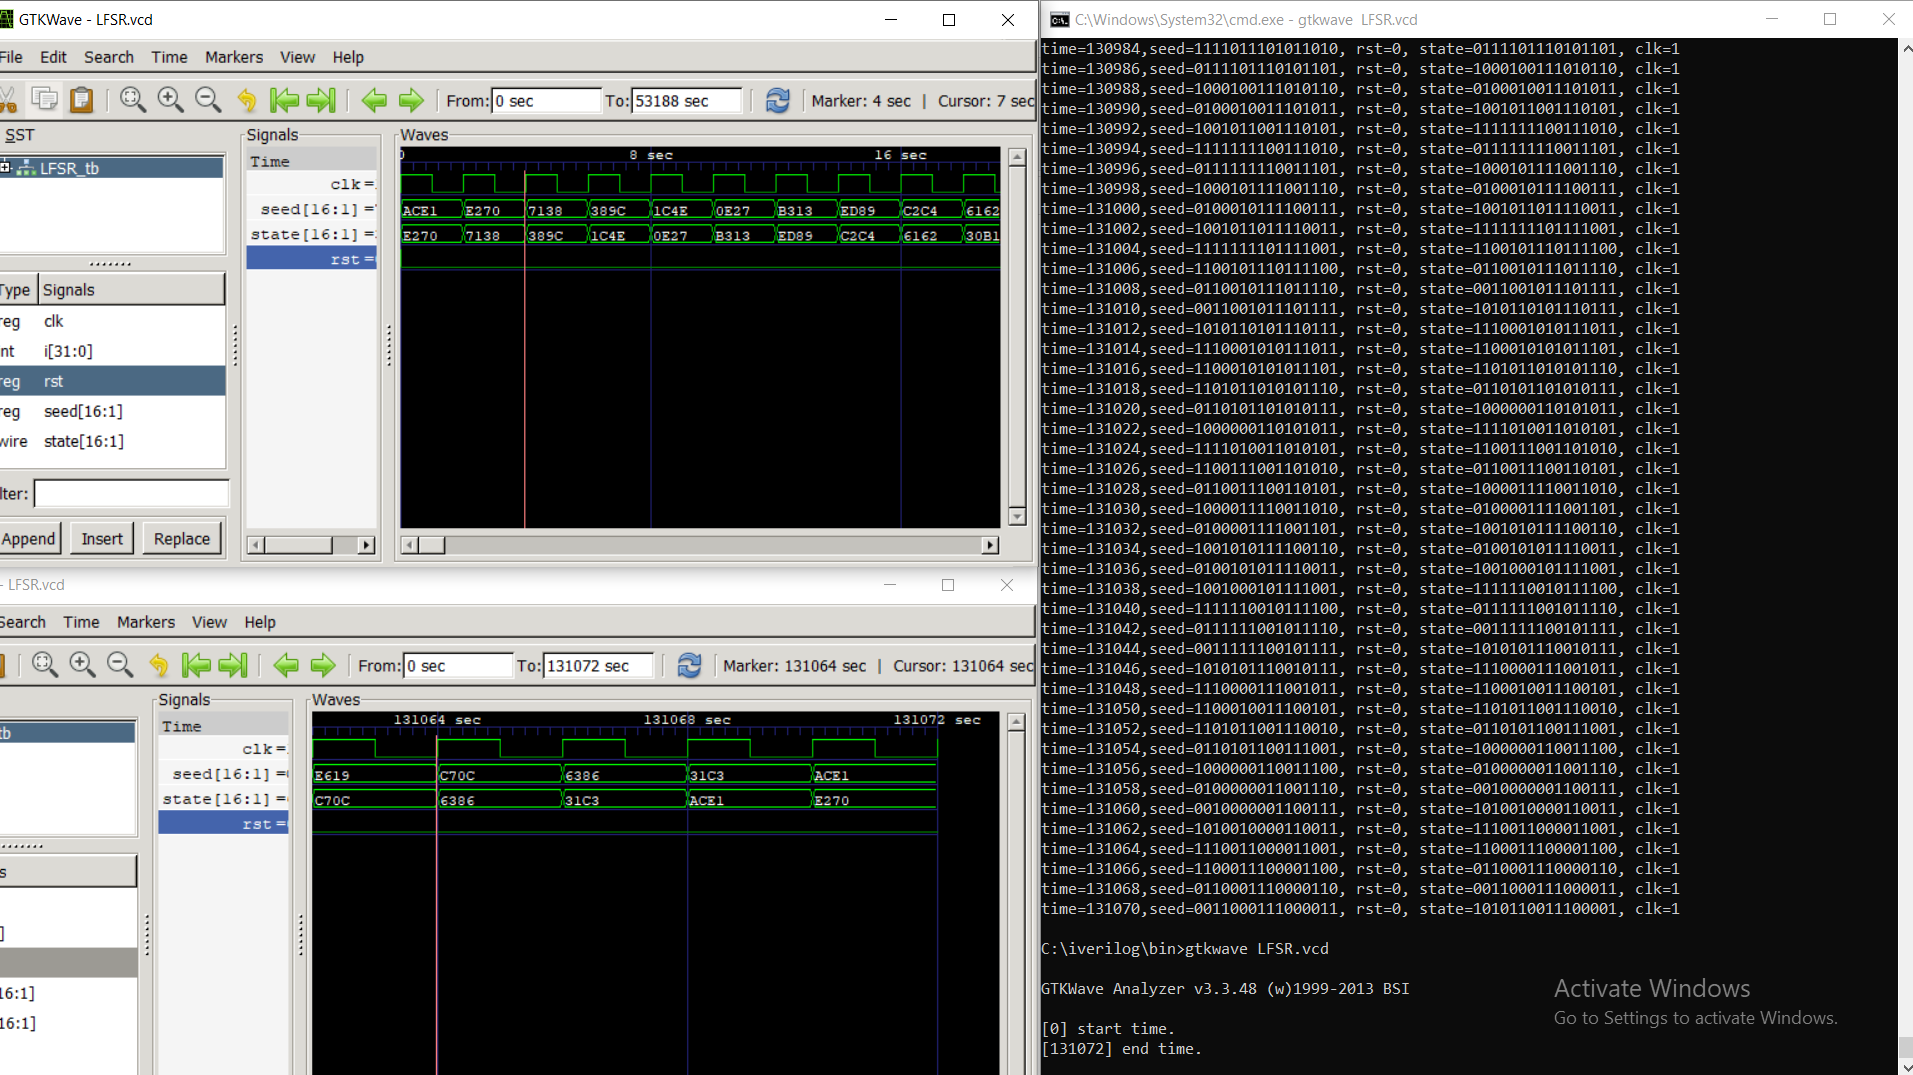 GTKWave - LFSR.vcd
File Edit Search Time Markers View Help
From: 0 sec To: 53188 sec Marker: 4 sec | Cursor: 7 sec
SST
LFSR_tb
Type Signals
reg clk
int i[31:0]
reg rst
reg seed[16:1]
wire state[16:1]
Filter:
Append Insert Replace
Signals
Time
clk =
seed[16:1] =
state[16:1] =
rst =
Waves
0 8 sec 16 sec
ACE1 E270 7138 389C 1C4E 0E27 B313 ED89 C2C4 6162
E270 7138 389C 1C4E 0E27 B313 ED89 C2C4 6162 30B1
- LFSR.vcd
Search Time Markers View Help
From: 0 sec To: 131072 sec Marker: 131064 sec | Cursor: 131064 sec
tb
s
]
16:1]
16:1]
Signals
Time
clk =
seed[16:1] =
state[16:1] =
rst =
Waves
131064 sec 131068 sec 131072 sec
E619 C70C 6386 31C3 ACE1
C70C 6386 31C3 ACE1 E270
C:\Windows\System32\cmd.exe - gtkwave LFSR.vcd
time=130984,seed=1111011101011010, rst=0, state=0111101110101101, clk=1
time=130986,seed=0111101110101101, rst=0, state=1000100111010110, clk=1
time=130988,seed=1000100111010110, rst=0, state=0100010011101011, clk=1
time=130990,seed=0100010011101011, rst=0, state=1001011001110101, clk=1
time=130992,seed=1001011001110101, rst=0, state=1111111100111010, clk=1
time=130994,seed=1111111100111010, rst=0, state=0111111110011101, clk=1
time=130996,seed=0111111110011101, rst=0, state=1000101111001110, clk=1
time=130998,seed=1000101111001110, rst=0, state=0100010111100111, clk=1
time=131000,seed=0100010111100111, rst=0, state=1001011011110011, clk=1
time=131002,seed=1001011011110011, rst=0, state=1111111101111001, clk=1
time=131004,seed=1111111101111001, rst=0, state=1100101110111100, clk=1
time=131006,seed=1100101110111100, rst=0, state=0110010111011110, clk=1
time=131008,seed=0110010111011110, rst=0, state=0011001011101111, clk=1
time=131010,seed=0011001011101111, rst=0, state=1010110101110111, clk=1
time=131012,seed=1010110101110111, rst=0, state=1110001010111011, clk=1
time=131014,seed=1110001010111011, rst=0, state=1100010101011101, clk=1
time=131016,seed=1100010101011101, rst=0, state=1101011010101110, clk=1
time=131018,seed=1101011010101110, rst=0, state=0110101101010111, clk=1
time=131020,seed=0110101101010111, rst=0, state=1000000110101011, clk=1
time=131022,seed=1000000110101011, rst=0, state=1111010011010101, clk=1
time=131024,seed=1111010011010101, rst=0, state=1100111001101010, clk=1
time=131026,seed=1100111001101010, rst=0, state=0110011100110101, clk=1
time=131028,seed=0110011100110101, rst=0, state=1000011110011010, clk=1
time=131030,seed=1000011110011010, rst=0, state=0100001111001101, clk=1
time=131032,seed=0100001111001101, rst=0, state=1001010111100110, clk=1
time=131034,seed=1001010111100110, rst=0, state=0100101011110011, clk=1
time=131036,seed=0100101011110011, rst=0, state=1001000101111001, clk=1
time=131038,seed=1001000101111001, rst=0, state=1111110010111100, clk=1
time=131040,seed=1111110010111100, rst=0, state=0111111001011110, clk=1
time=131042,seed=0111111001011110, rst=0, state=0011111100101111, clk=1
time=131044,seed=0011111100101111, rst=0, state=1010101110010111, clk=1
time=131046,seed=1010101110010111, rst=0, state=1110000111001011, clk=1
time=131048,seed=1110000111001011, rst=0, state=1100010011100101, clk=1
time=131050,seed=1100010011100101, rst=0, state=1101011001110010, clk=1
time=131052,seed=1101011001110010, rst=0, state=0110101100111001, clk=1
time=131054,seed=0110101100111001, rst=0, state=1000000110011100, clk=1
time=131056,seed=1000000110011100, rst=0, state=0100000011001110, clk=1
time=131058,seed=0100000011001110, rst=0, state=0010000001100111, clk=1
time=131060,seed=0010000001100111, rst=0, state=1010010000110011, clk=1
time=131062,seed=1010010000110011, rst=0, state=1110011000011001, clk=1
time=131064,seed=1110011000011001, rst=0, state=1100011100001100, clk=1
time=131066,seed=1100011100001100, rst=0, state=0110001110000110, clk=1
time=131068,seed=0110001110000110, rst=0, state=0011000111000011, clk=1
time=131070,seed=0011000111000011, rst=0, state=1010110011100001, clk=1
C:\iverilog\bin>gtkwave LFSR.vcd
GTKWave Analyzer v3.3.48 (w)1999-2013 BSI
[0] start time.
[131072] end time.
Activate Windows
Go to Settings to activate Windows.